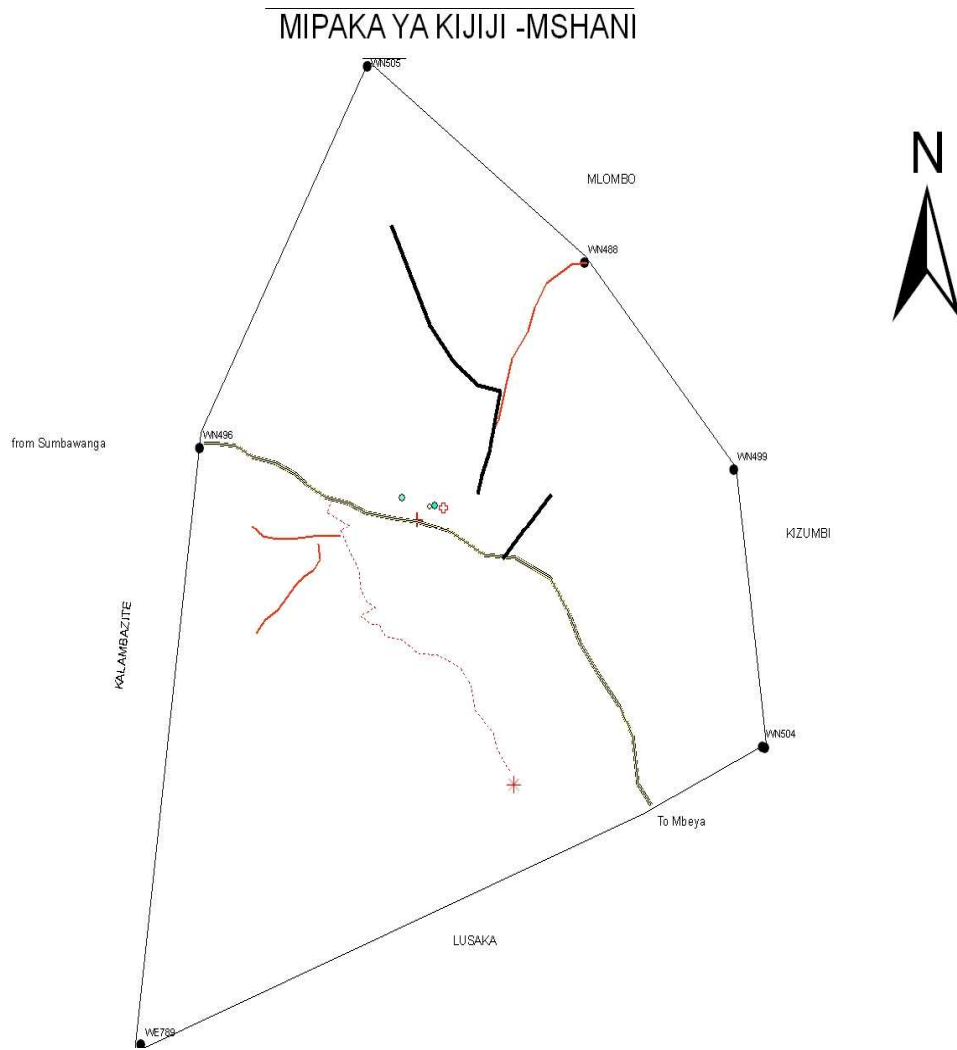 MIPAKA YA KIJIJI -MSHANI
WN505
N
MLOMBO
WN488
from Sumbawanga
WN496
WN499
KIZUMBI
KALAMBAZITE
WN504
To Mbeya
LUSAKA
WE789